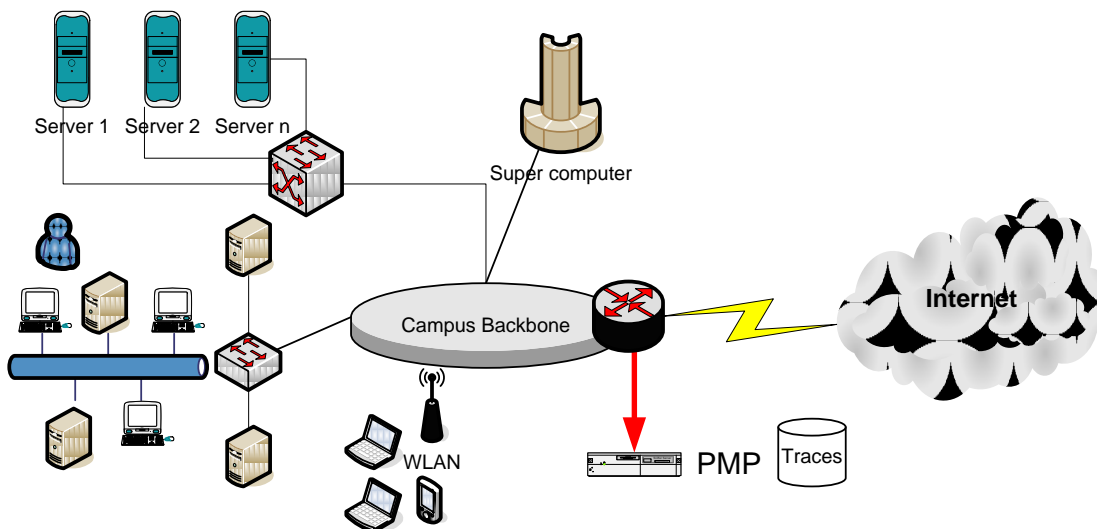 Server 1
Server 2
Server n
Super computer
Campus Backbone
Internet
WLAN
PMP
Traces